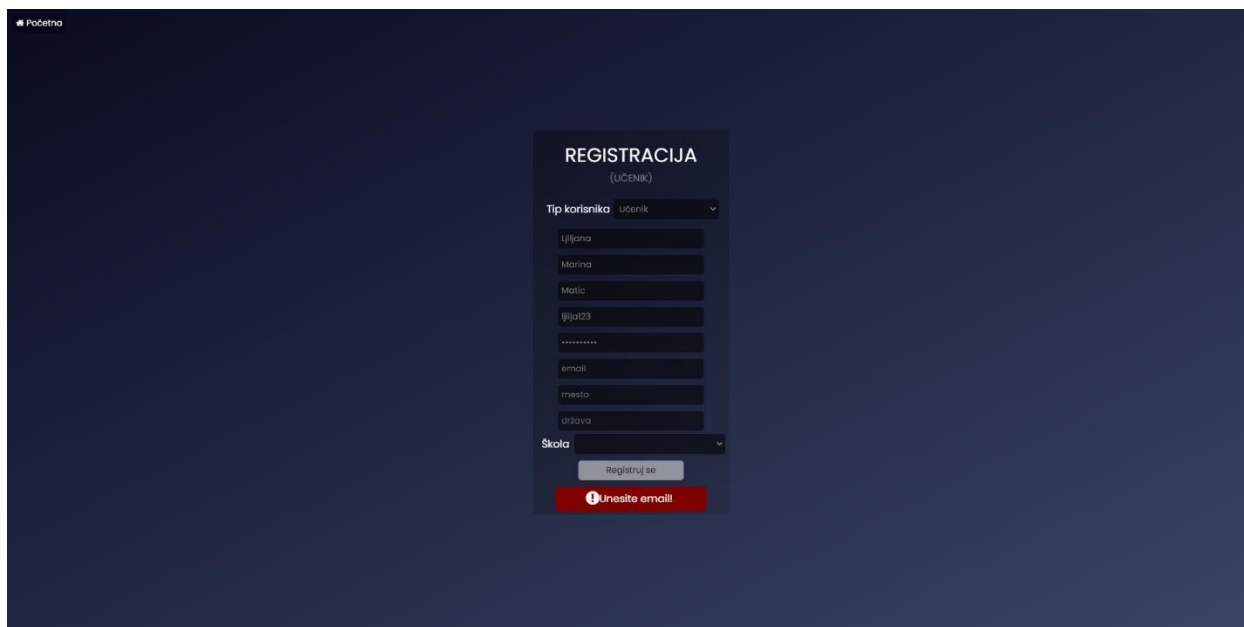 Početna
REGISTRACIJA
(UČENIK)
Tip korisnika Učenik
Ljiljana
Marina
Matic
ljilja123
••••••••••
email
mesto
država
Škola
Registruj se
Unesite email!